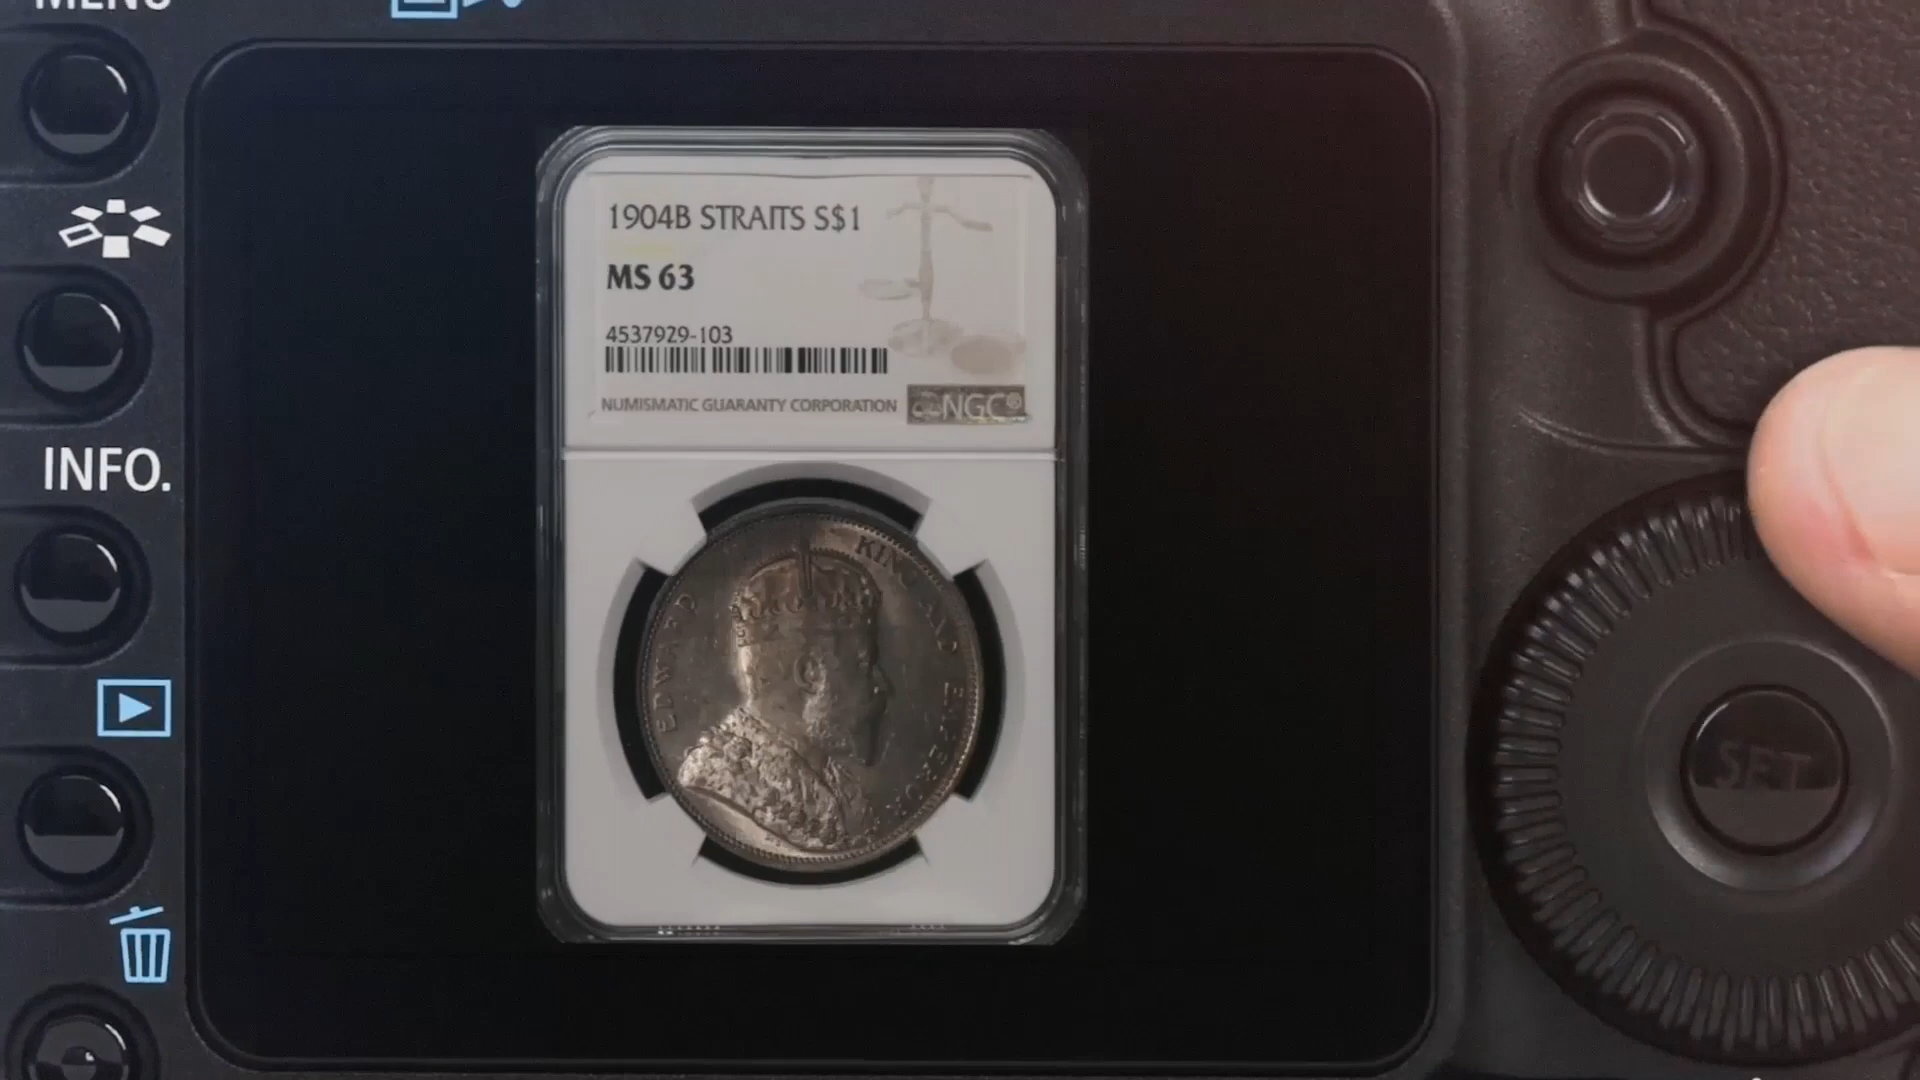 MENU
1904B STRAITS S$1
MS 63
4537929-103
NUMISMATIC GUARANTY CORPORATION
NGC®
INFO.
EDWARD
KING AND EMPEROR
SET